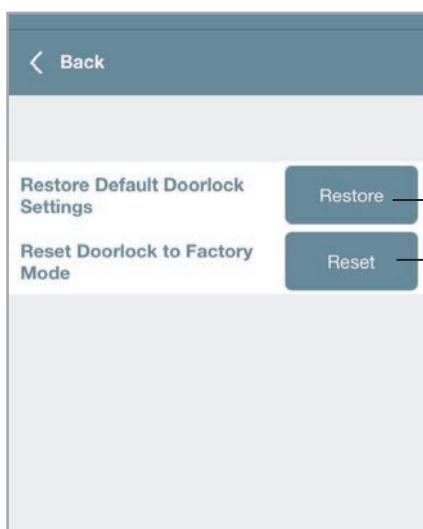 Back
Restore Default Doorlock
Settings
Restore
Reset Doorlock to Factory
Mode
Reset